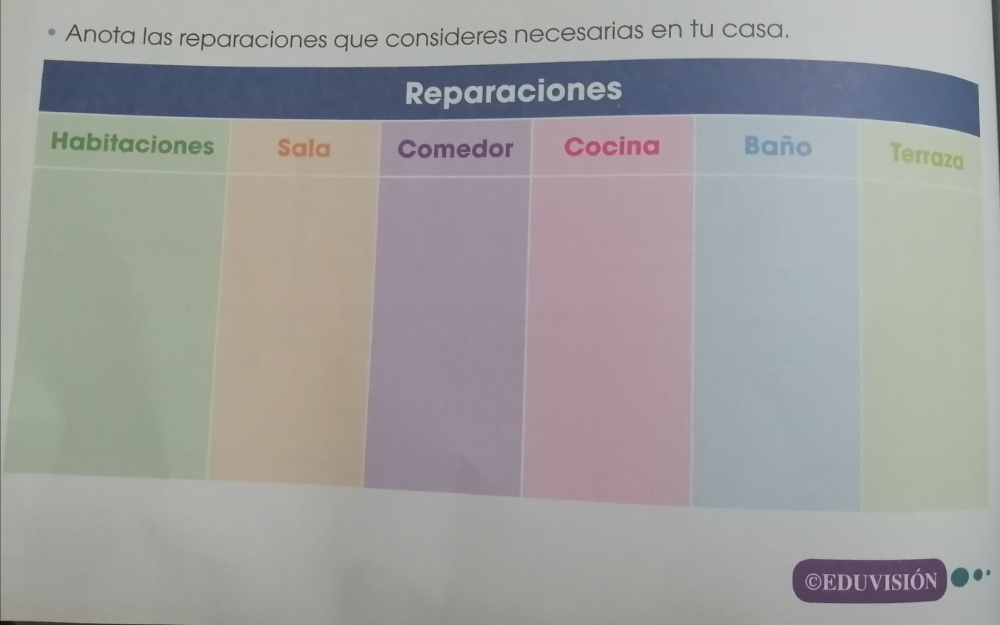 • Anota las reparaciones que consideres necesarias en tu casa.
Reparaciones
Habitaciones Sala Comedor Cocina Baño Terraza
©EDUVISIÓN